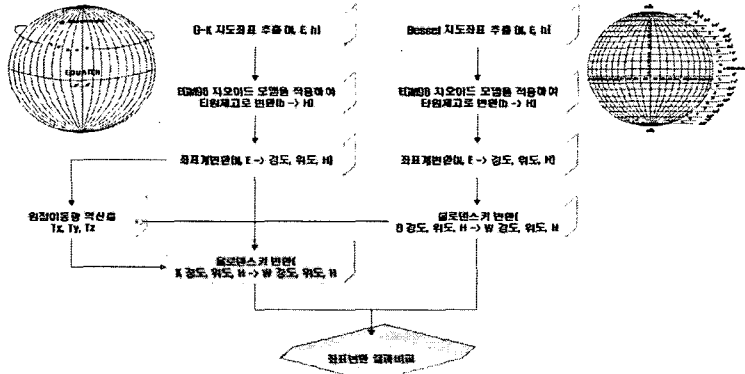 G-K 지도좌표 추출(N, E, h)
Bessel 지도좌표 추출(N, E, h)
EQUATOR
EGM96 지오이드 모델을 적용하여
타원체고로 변환(h -> H)
EGM96 지오이드 모델을 적용하여
타원체고로 변환(h -> H)
좌표계변환(N, E -> 경도, 위도, H)
좌표계변환(N, E -> 경도, 위도, H)
원점이동량 역산출
Tx, Ty, Tz
몰로덴스키 변환(
B 경도, 위도, H -> W 경도, 위도, H
몰로덴스키 변환(
K 경도, 위도, H -> W 경도, 위도, H
좌표변환 결과비교